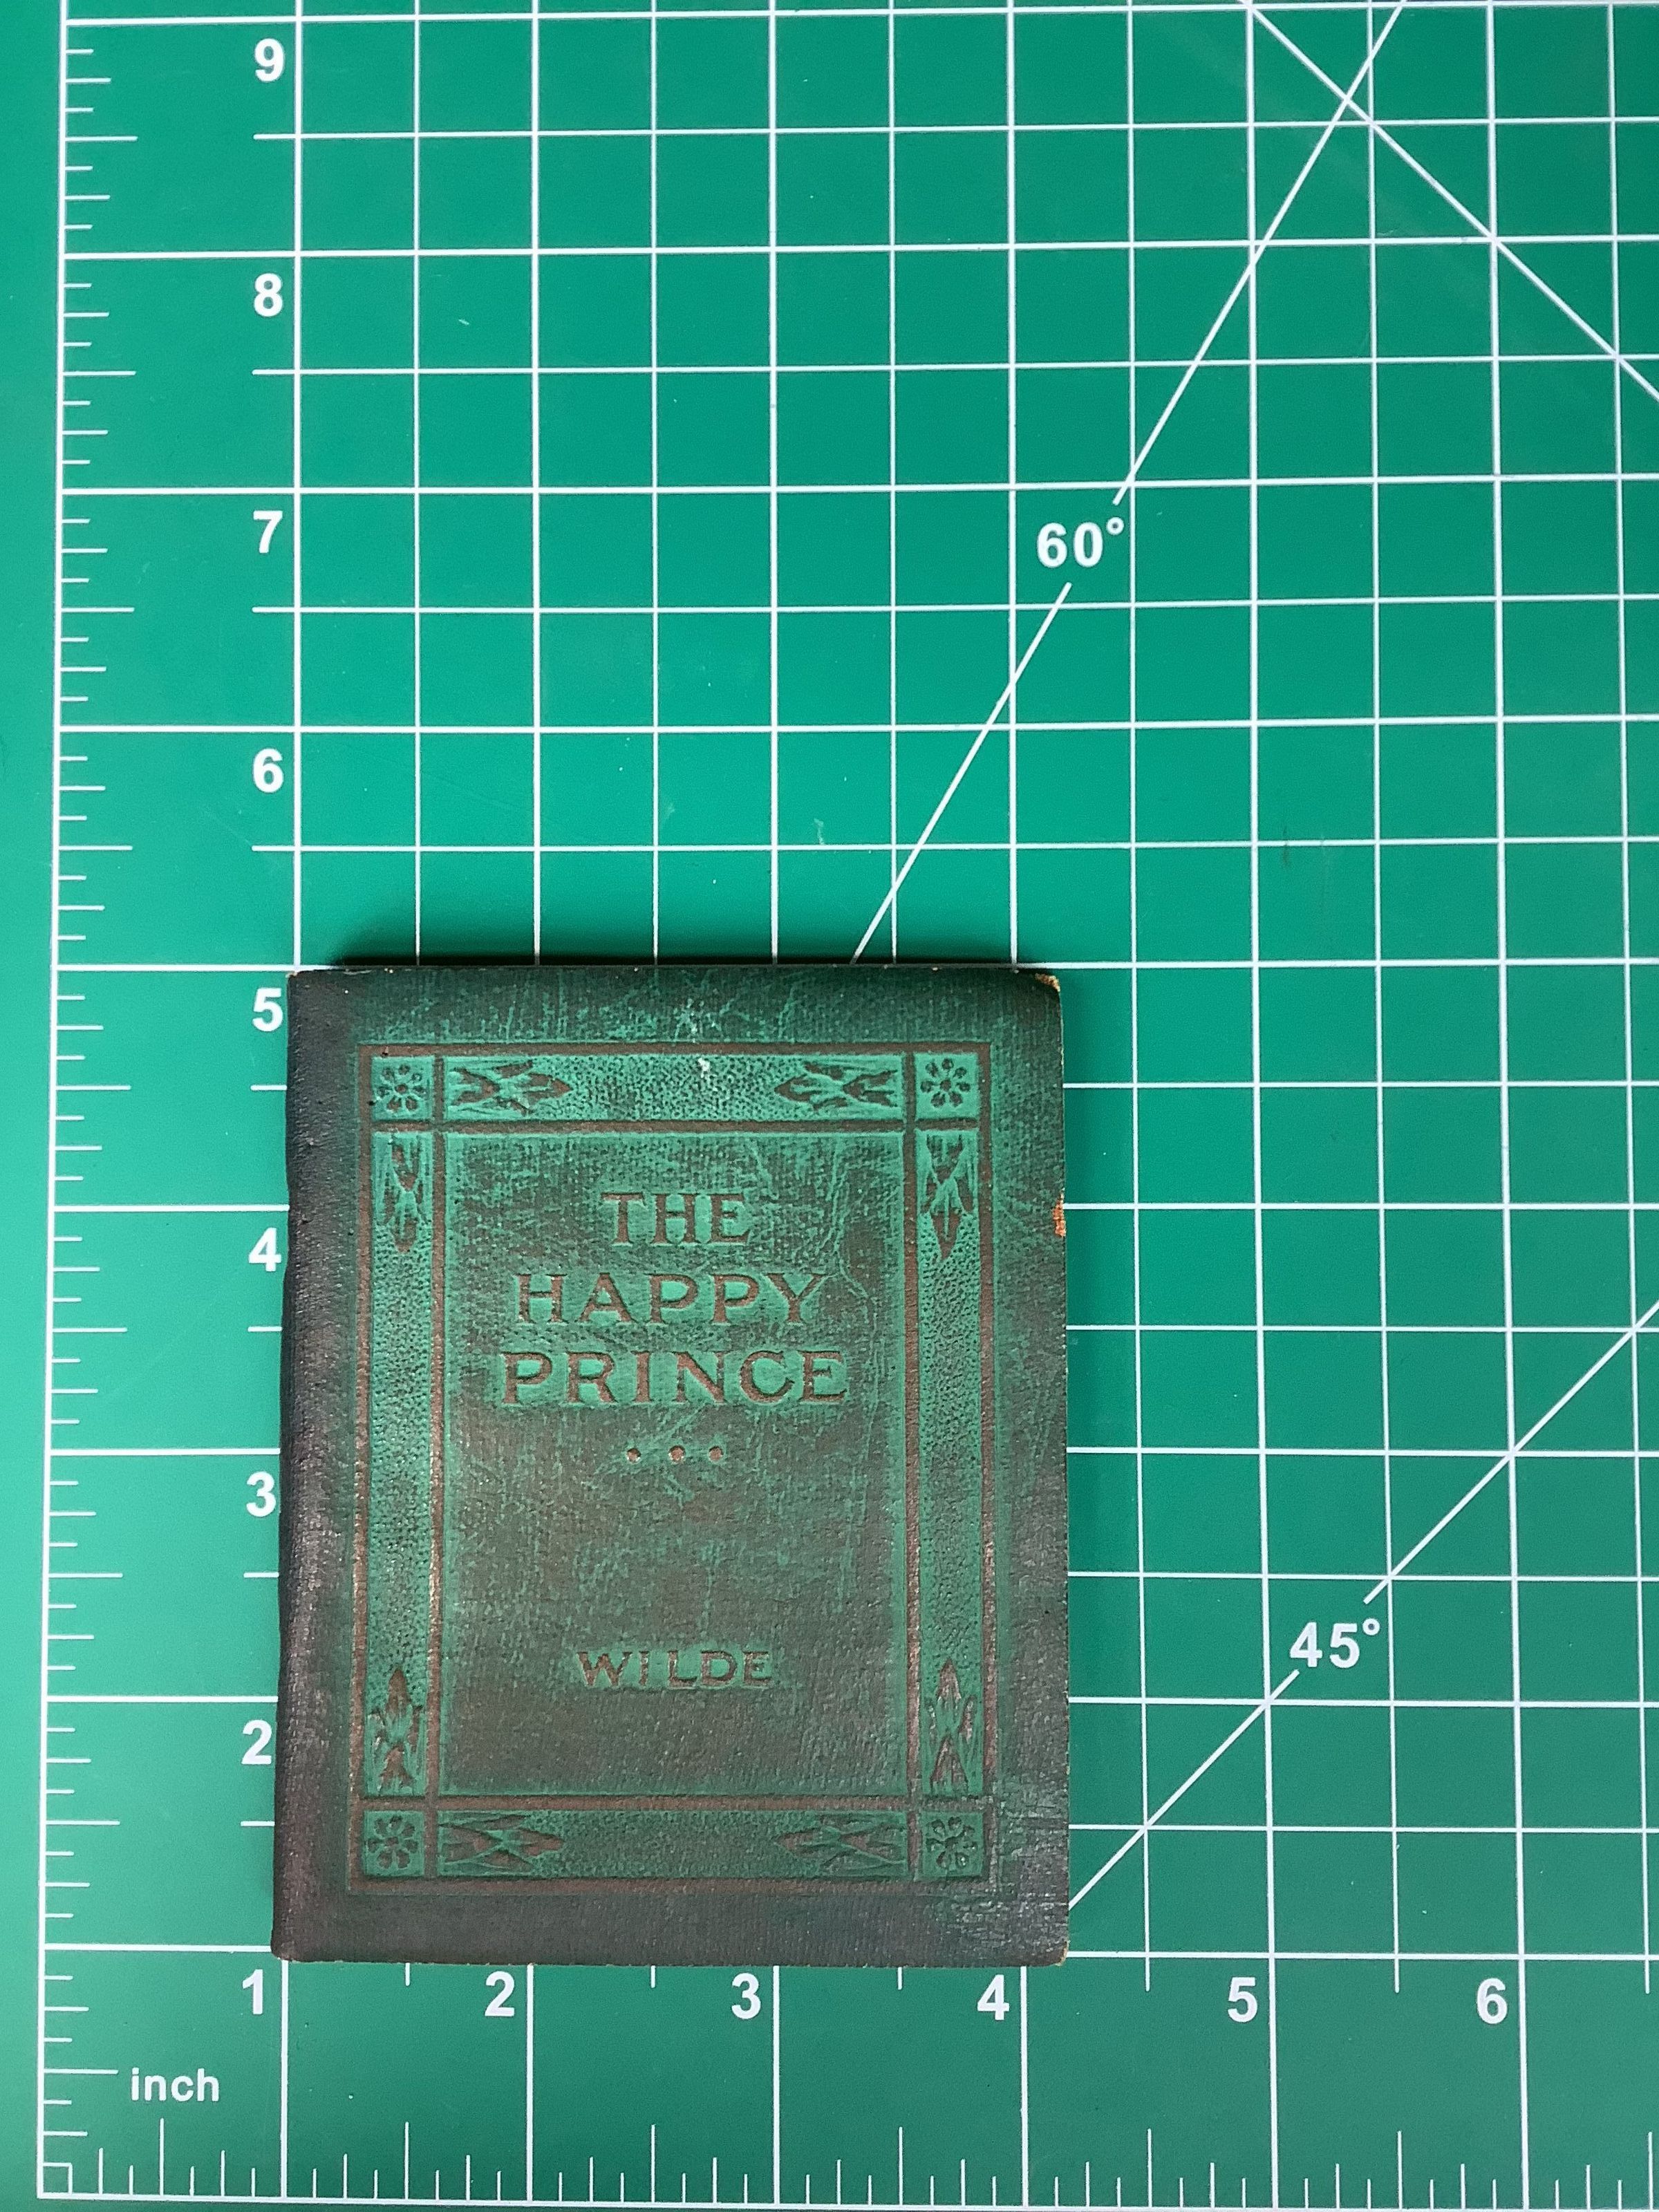 9
8
7
60°
6
5
THE
HAPPY
PRINCE
4
3
45°
WILDE
2
1 2 3 4 5 6
inch